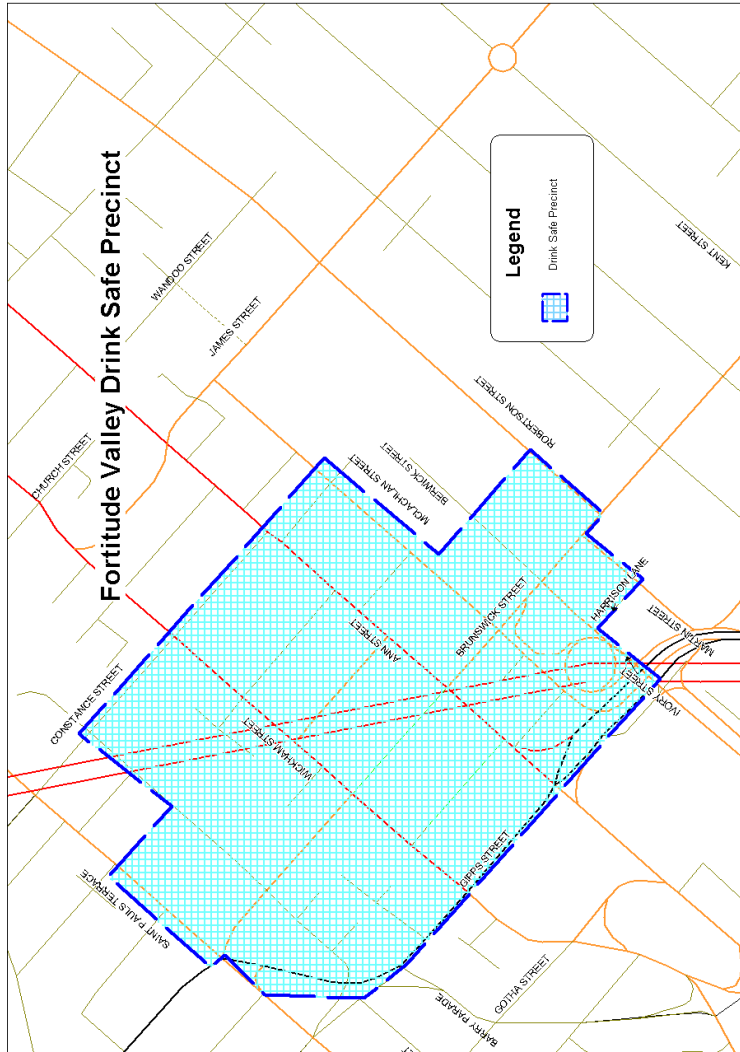 Fortitude Valley Drink Safe Precinct
CHURCH STREET
WANDOO STREET
JAMES STREET
CONSTANCE STREET
SAINT PAULS TERRACE
WICKHAM STREET
ANN STREET
MCLACHLAN STREET
BERWICK STREET
BRUNSWICK STREET
ROBERTSON STREET
HARRISON LANE
MARTIN STREET
IVORY STREET
GIPPS STREET
GOTHA STREET
BARRY PARADE
KENT STREET
Legend
Drink Safe Precinct